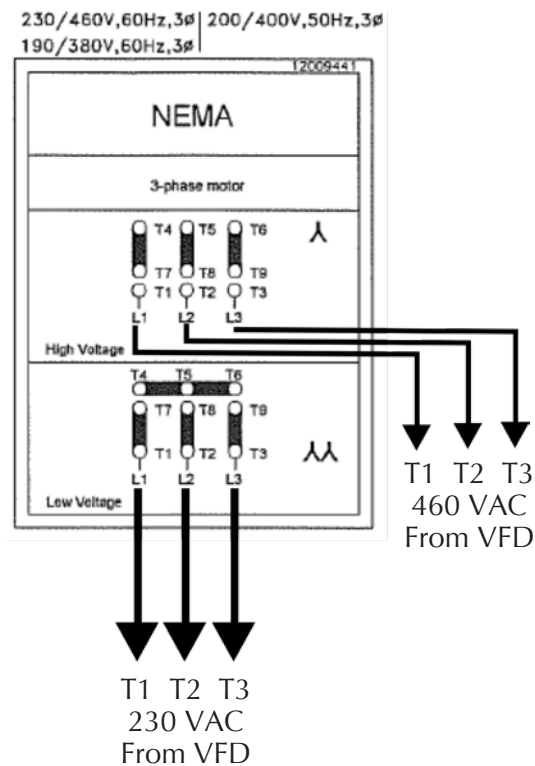 230/460V,60Hz,3ø 200/400V,50Hz,3ø
190/380V,60Hz,3ø
12009441
NEMA
3-phase motor
T4 T5 T6
T7 T8 T9
T1 T2 T3
L1 L2 L3
High Voltage
T4 T5 T6
T7 T8 T9
T1 T2 T3
L1 L2 L3
Low Voltage
T1 T2 T3
460 VAC
From VFD
T1 T2 T3
230 VAC
From VFD